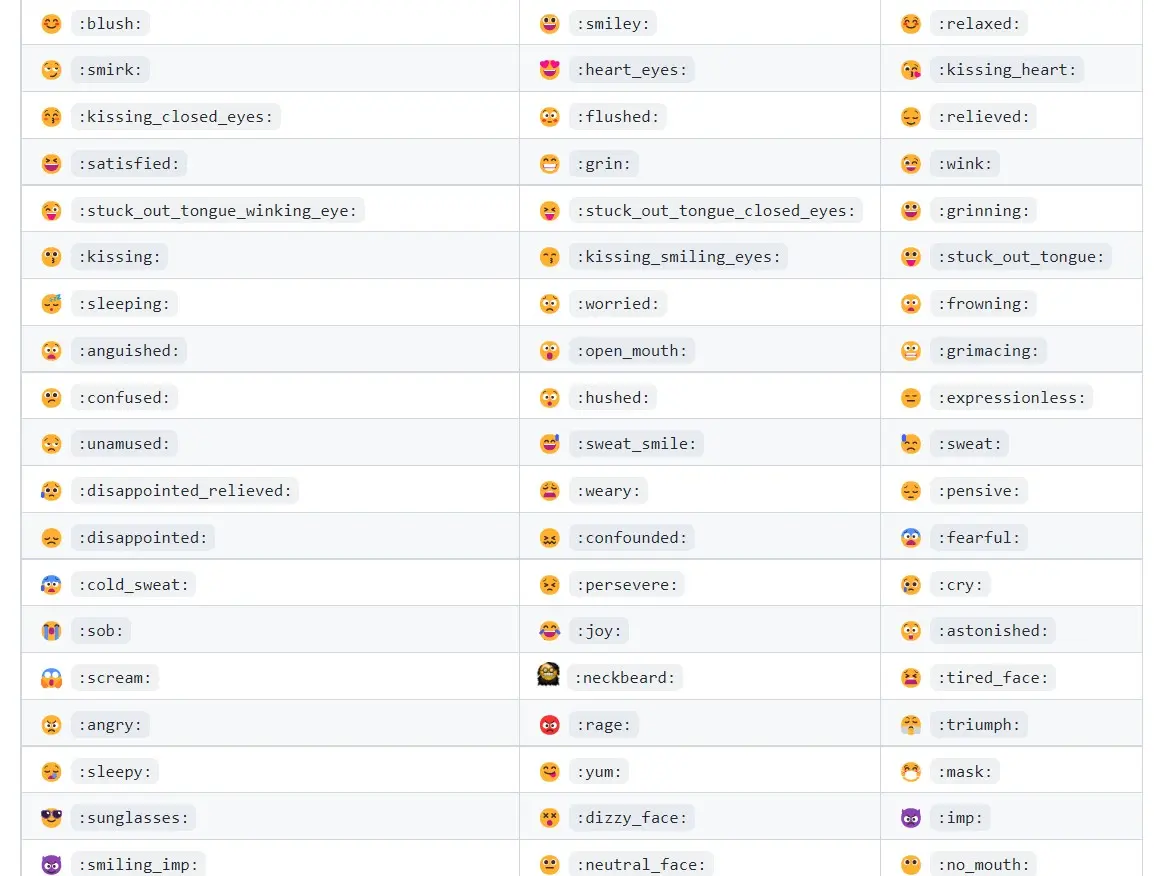 :blush: :smiley: :relaxed:
:smirk: :heart_eyes: :kissing_heart:
:kissing_closed_eyes: :flushed: :relieved:
:satisfied: :grin: :wink:
:stuck_out_tongue_winking_eye: :stuck_out_tongue_closed_eyes: :grinning:
:kissing: :kissing_smiling_eyes: :stuck_out_tongue:
:sleeping: :worried: :frowning:
:anguished: :open_mouth: :grimacing:
:confused: :hushed: :expressionless:
:unamused: :sweat_smile: :sweat:
:disappointed_relieved: :weary: :pensive:
:disappointed: :confounded: :fearful:
:cold_sweat: :persevere: :cry:
:sob: :joy: :astonished:
:scream: :neckbeard: :tired_face:
:angry: :rage: :triumph:
:sleepy: :yum: :mask:
:sunglasses: :dizzy_face: :imp:
:smiling_imp: :neutral_face: :no_mouth: